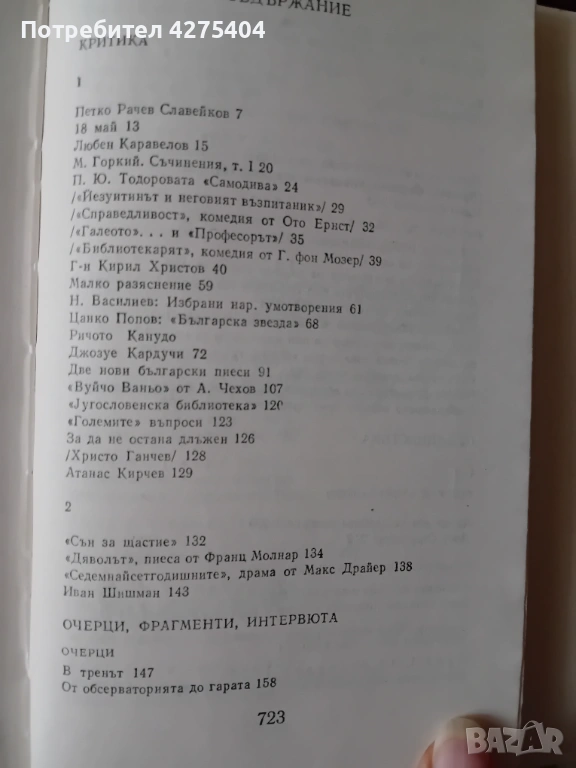 Потребител 4275404
СЪДЪРЖАНИЕ
КРИТИКА
1
Петко Рачев Славейков 7
18 май 13
Любен Каравелов 15
М. Горкий. Съчинения, т. I 20
П. Ю. Тодоровата «Самодива» 24
/«Йезуитинът и неговият възпитаник»/ 29
/«Справедливост», комедия от Ото Ернст/ 32
/«Галеото». . . и «Професорът»/ 35
/«Библиотекарят», комедия от Г. фон Мозер/ 39
Г-н Кирил Христов 40
Малко разяснение 59
Н. Василиев: Избрани нар. умотворения 61
Цанко Попов: «Българска звезда» 68
Ричото Канудо
Джозуе Кардучи 72
Две нови български пиеси 91
«Вуйчо Ваньо» от А. Чехов 107
«Југословенска библиотека» 120
«Големите» въпроси 123
За да не остана длъжен 126
/Христо Ганчев/ 128
Атанас Кирчев 129
2
«Сън за щастие» 132
«Дяволът», пиеса от Франц Молнар 134
«Седемнайсетгодишните», драма от Макс Драйер 138
Иван Шишман 143
ОЧЕРЦИ, ФРАГМЕНТИ, ИНТЕРВЮТА
ОЧЕРЦИ
В тренът 147
От обсерваторията до гарата 158
723
BAZAR